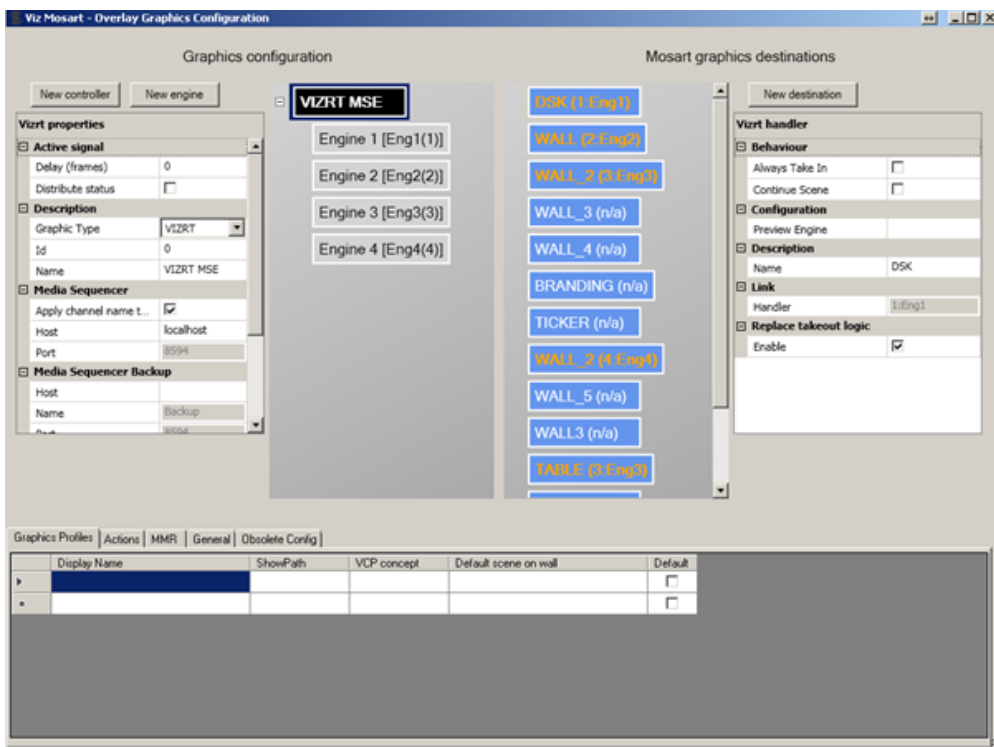 Viz Mosart - Overlay Graphics Configuration
Graphics configuration
Mosart graphics destinations
New controller
New engine
Vizrt properties
Active signal
Delay (frames) 0
Distribute status
Description
Graphic Type VIZRT
Id 0
Name VIZRT MSE
Media Sequencer
Apply channel name t...
Host localhost
Port 8594
Media Sequencer Backup
Host
Name Backup
Port 8594
VIZRT MSE
Engine 1 [Eng1(1)]
Engine 2 [Eng2(2)]
Engine 3 [Eng3(3)]
Engine 4 [Eng4(4)]
DSK (1:Eng1)
WALL (2:Eng2)
WALL_2 (3:Eng3)
WALL_3 (n/a)
WALL_4 (n/a)
BRANDING (n/a)
TICKER (n/a)
WALL_2 (4:Eng4)
WALL_5 (n/a)
WALL3 (n/a)
TABLE (3:Eng3)
New destination
Vizrt handler
Behaviour
Always Take In
Continue Scene
Configuration
Preview Engine
Description
Name DSK
Link
Handler 1:Eng1
Replace takeout logic
Enable
Graphics Profiles Actions MMR General Obsolete Config
Display Name ShowPath VCP concept Default scene on wall Default